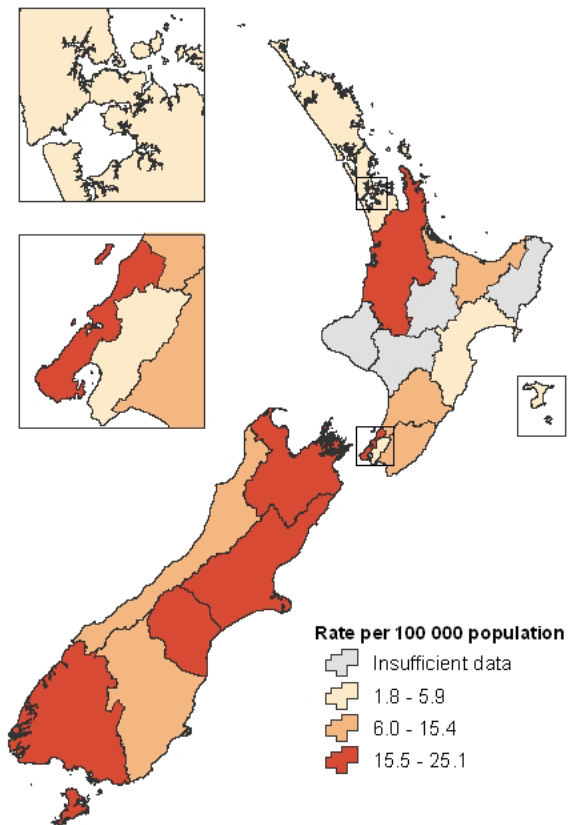 Rate per 100 000 population
Insufficient data
1.8 - 5.9
6.0 - 15.4
15.5 - 25.1